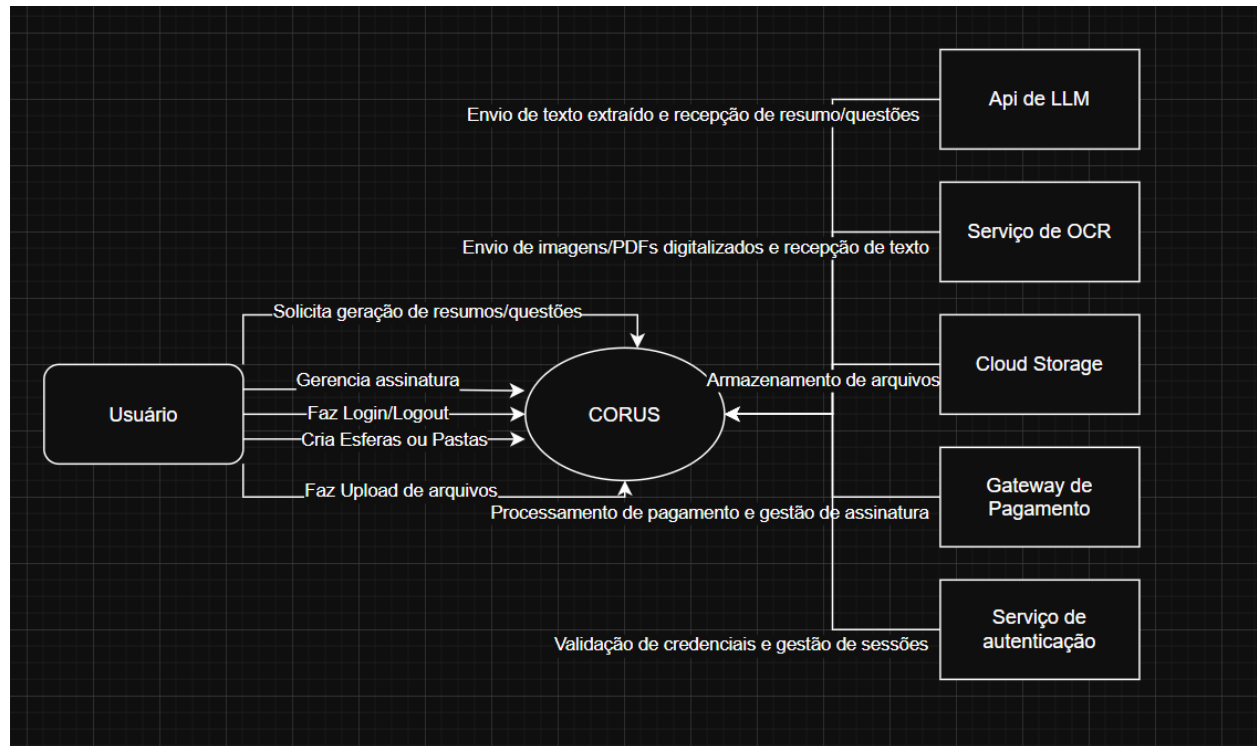 Api de LLM
Envio de texto extraído e recepção de resumo/questões
Serviço de OCR
Envio de imagens/PDFs digitalizados e recepção de texto
Solicita geração de resumos/questões
Cloud Storage
Gerencia assinatura
Armazenamento de arquivos
Usuário
Faz Login/Logout
CORUS
Cria Esferas ou Pastas
Faz Upload de arquivos
Gateway de
Pagamento
Processamento de pagamento e gestão de assinatura
Serviço de
autenticação
Validação de credenciais e gestão de sessões